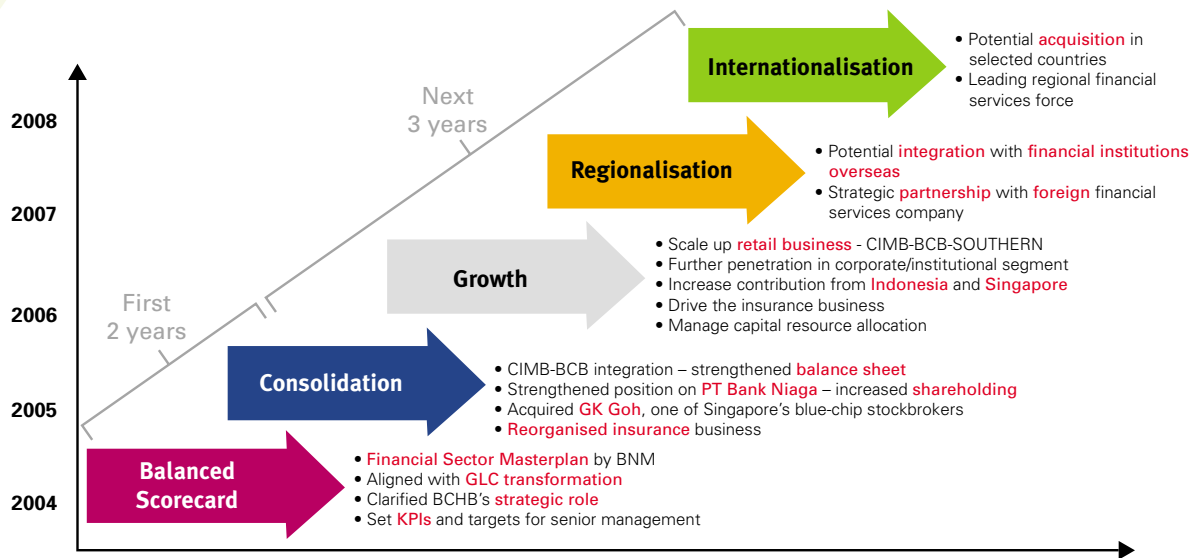 Internationalisation
• Potential acquisition in
selected countries
• Leading regional financial
services force
Next
3 years
2008
Regionalisation
• Potential integration with financial institutions
overseas
• Strategic partnership with foreign financial
services company
2007
Growth
• Scale up retail business - CIMB-BCB-SOUTHERN
• Further penetration in corporate/institutional segment
• Increase contribution from Indonesia and Singapore
• Drive the insurance business
• Manage capital resource allocation
First
2 years
2006
Consolidation
• CIMB-BCB integration – strengthened balance sheet
• Strengthened position on PT Bank Niaga – increased shareholding
• Acquired GK Goh, one of Singapore's blue-chip stockbrokers
• Reorganised insurance business
2005
Balanced
Scorecard
• Financial Sector Masterplan by BNM
• Aligned with GLC transformation
• Clarified BCHB's strategic role
• Set KPIs and targets for senior management
2004